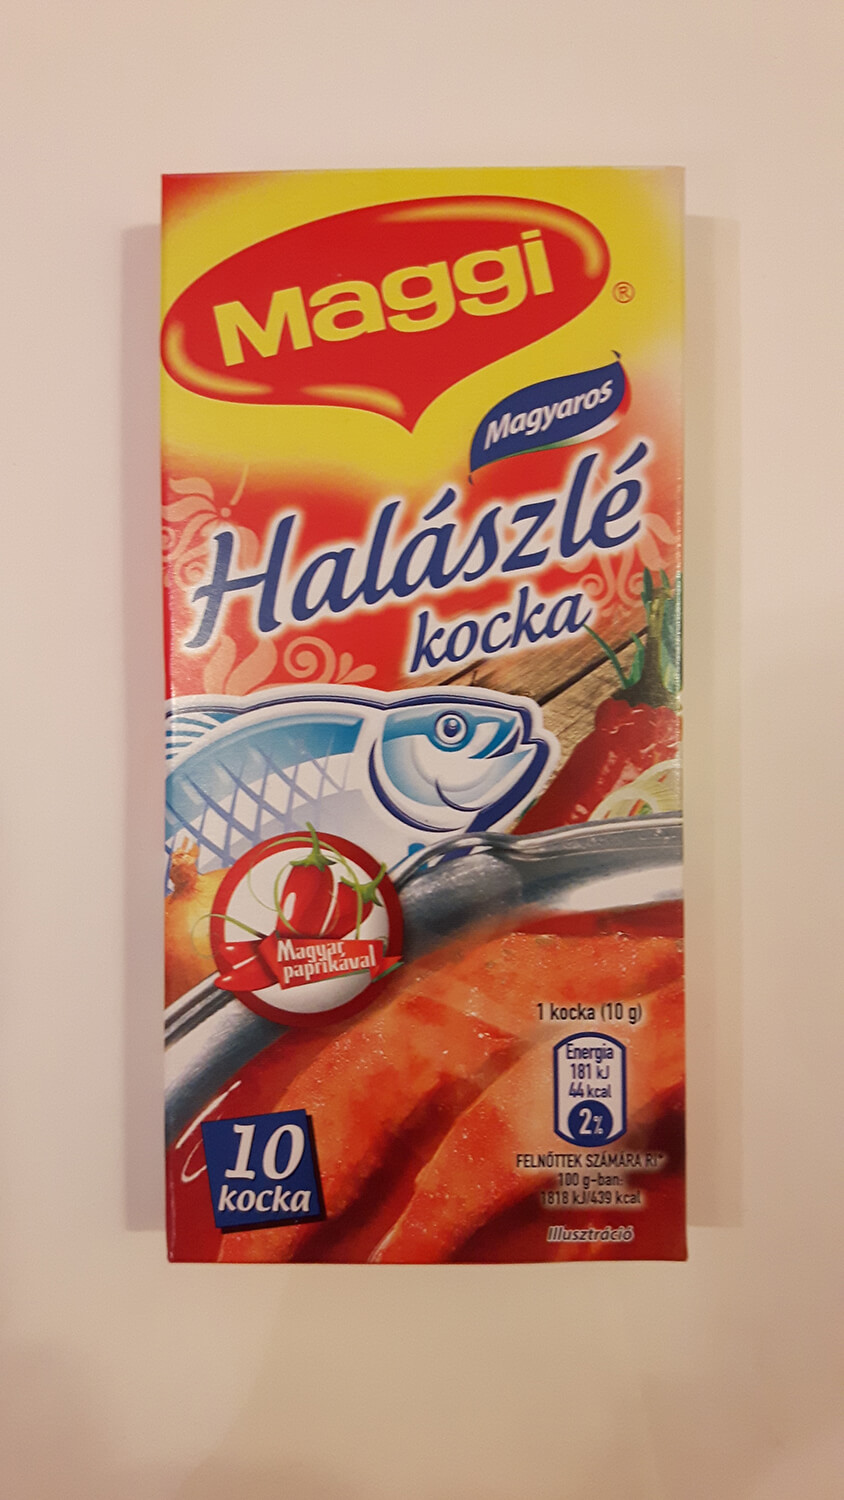 Maggi
®
Magyaros
Halászlé
kocka
Magyar
paprikával
1 kocka (10 g)
Energia
181 kJ
44 kcal
2%
FELNŐTTEK SZÁMÁRA RI*
100 g-ban:
1818 kJ/439 kcal
10
kocka
Illusztráció